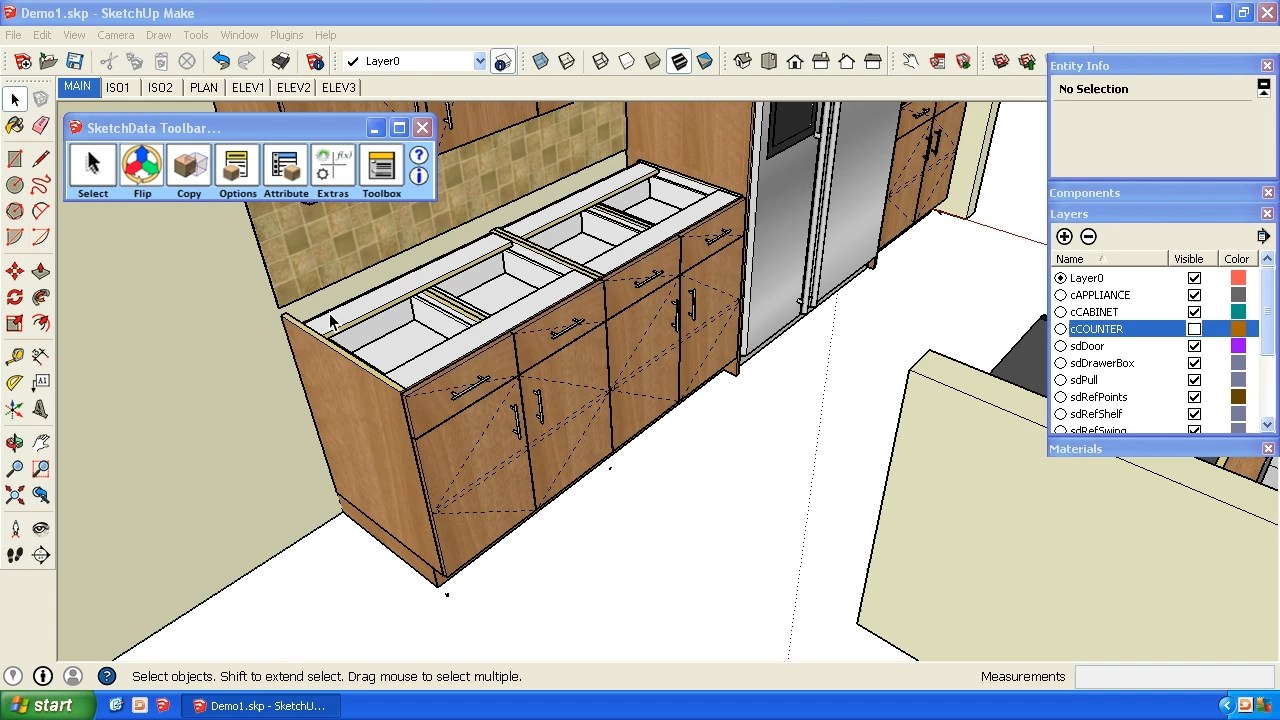 Demo1.skp - SketchUp Make
File Edit View Camera Draw Tools Window Plugins Help
Layer0
MAIN ISO1 ISO2 PLAN ELEV1 ELEV2 ELEV3
SketchData Toolbar...
Select Flip Copy Options Attribute Extras Toolbox
Entity Info
No Selection
Components
Layers
Name Visible Color
Layer0
cAPPLIANCE
cCABINET
cCOUNTER
sdDoor
sdDrawerBox
sdPull
sdRefPoints
sdRefShelf
sdRefSwing
Materials
Select objects. Shift to extend select. Drag mouse to select multiple.
Measurements
start
Demo1.skp - SketchU...